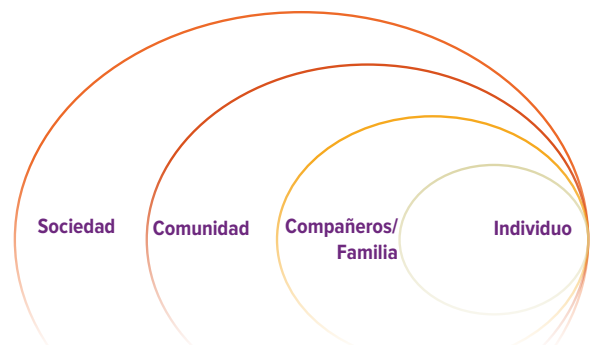 Sociedad
Comunidad
Compañeros/
Familia
Individuo